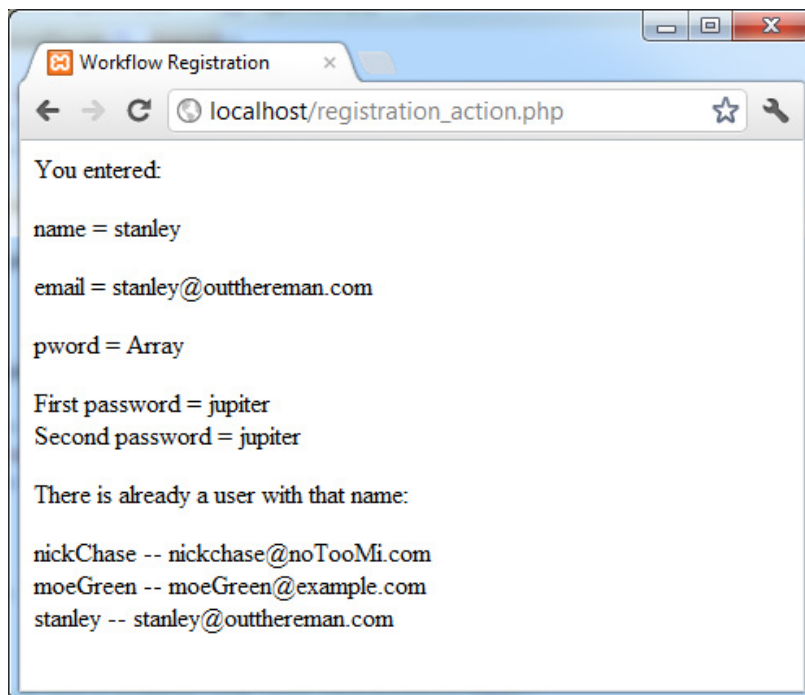 Workflow Registration
localhost/registration_action.php
You entered:
name = stanley
email = stanley@outthereman.com
pword = Array
First password = jupiter
Second password = jupiter
There is already a user with that name:
nickChase -- nickchase@noTooMi.com
moeGreen -- moeGreen@example.com
stanley -- stanley@outthereman.com